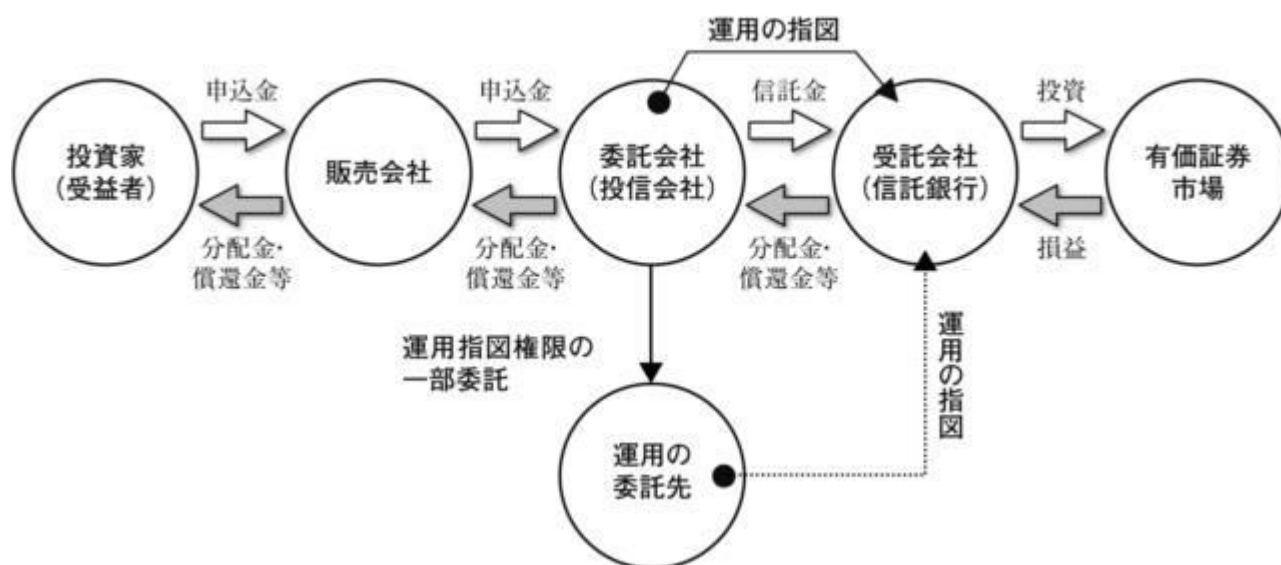 運用の指図
申込金
申込金
信託金
投資
投資家
（受益者）
販売会社
委託会社
（投信会社）
受託会社
（信託銀行）
有価証券
市場
分配金・
償還金等
分配金・
償還金等
分配金・
償還金等
損益
運用指図権限の
一部委託
運用の指図
運用の
委託先